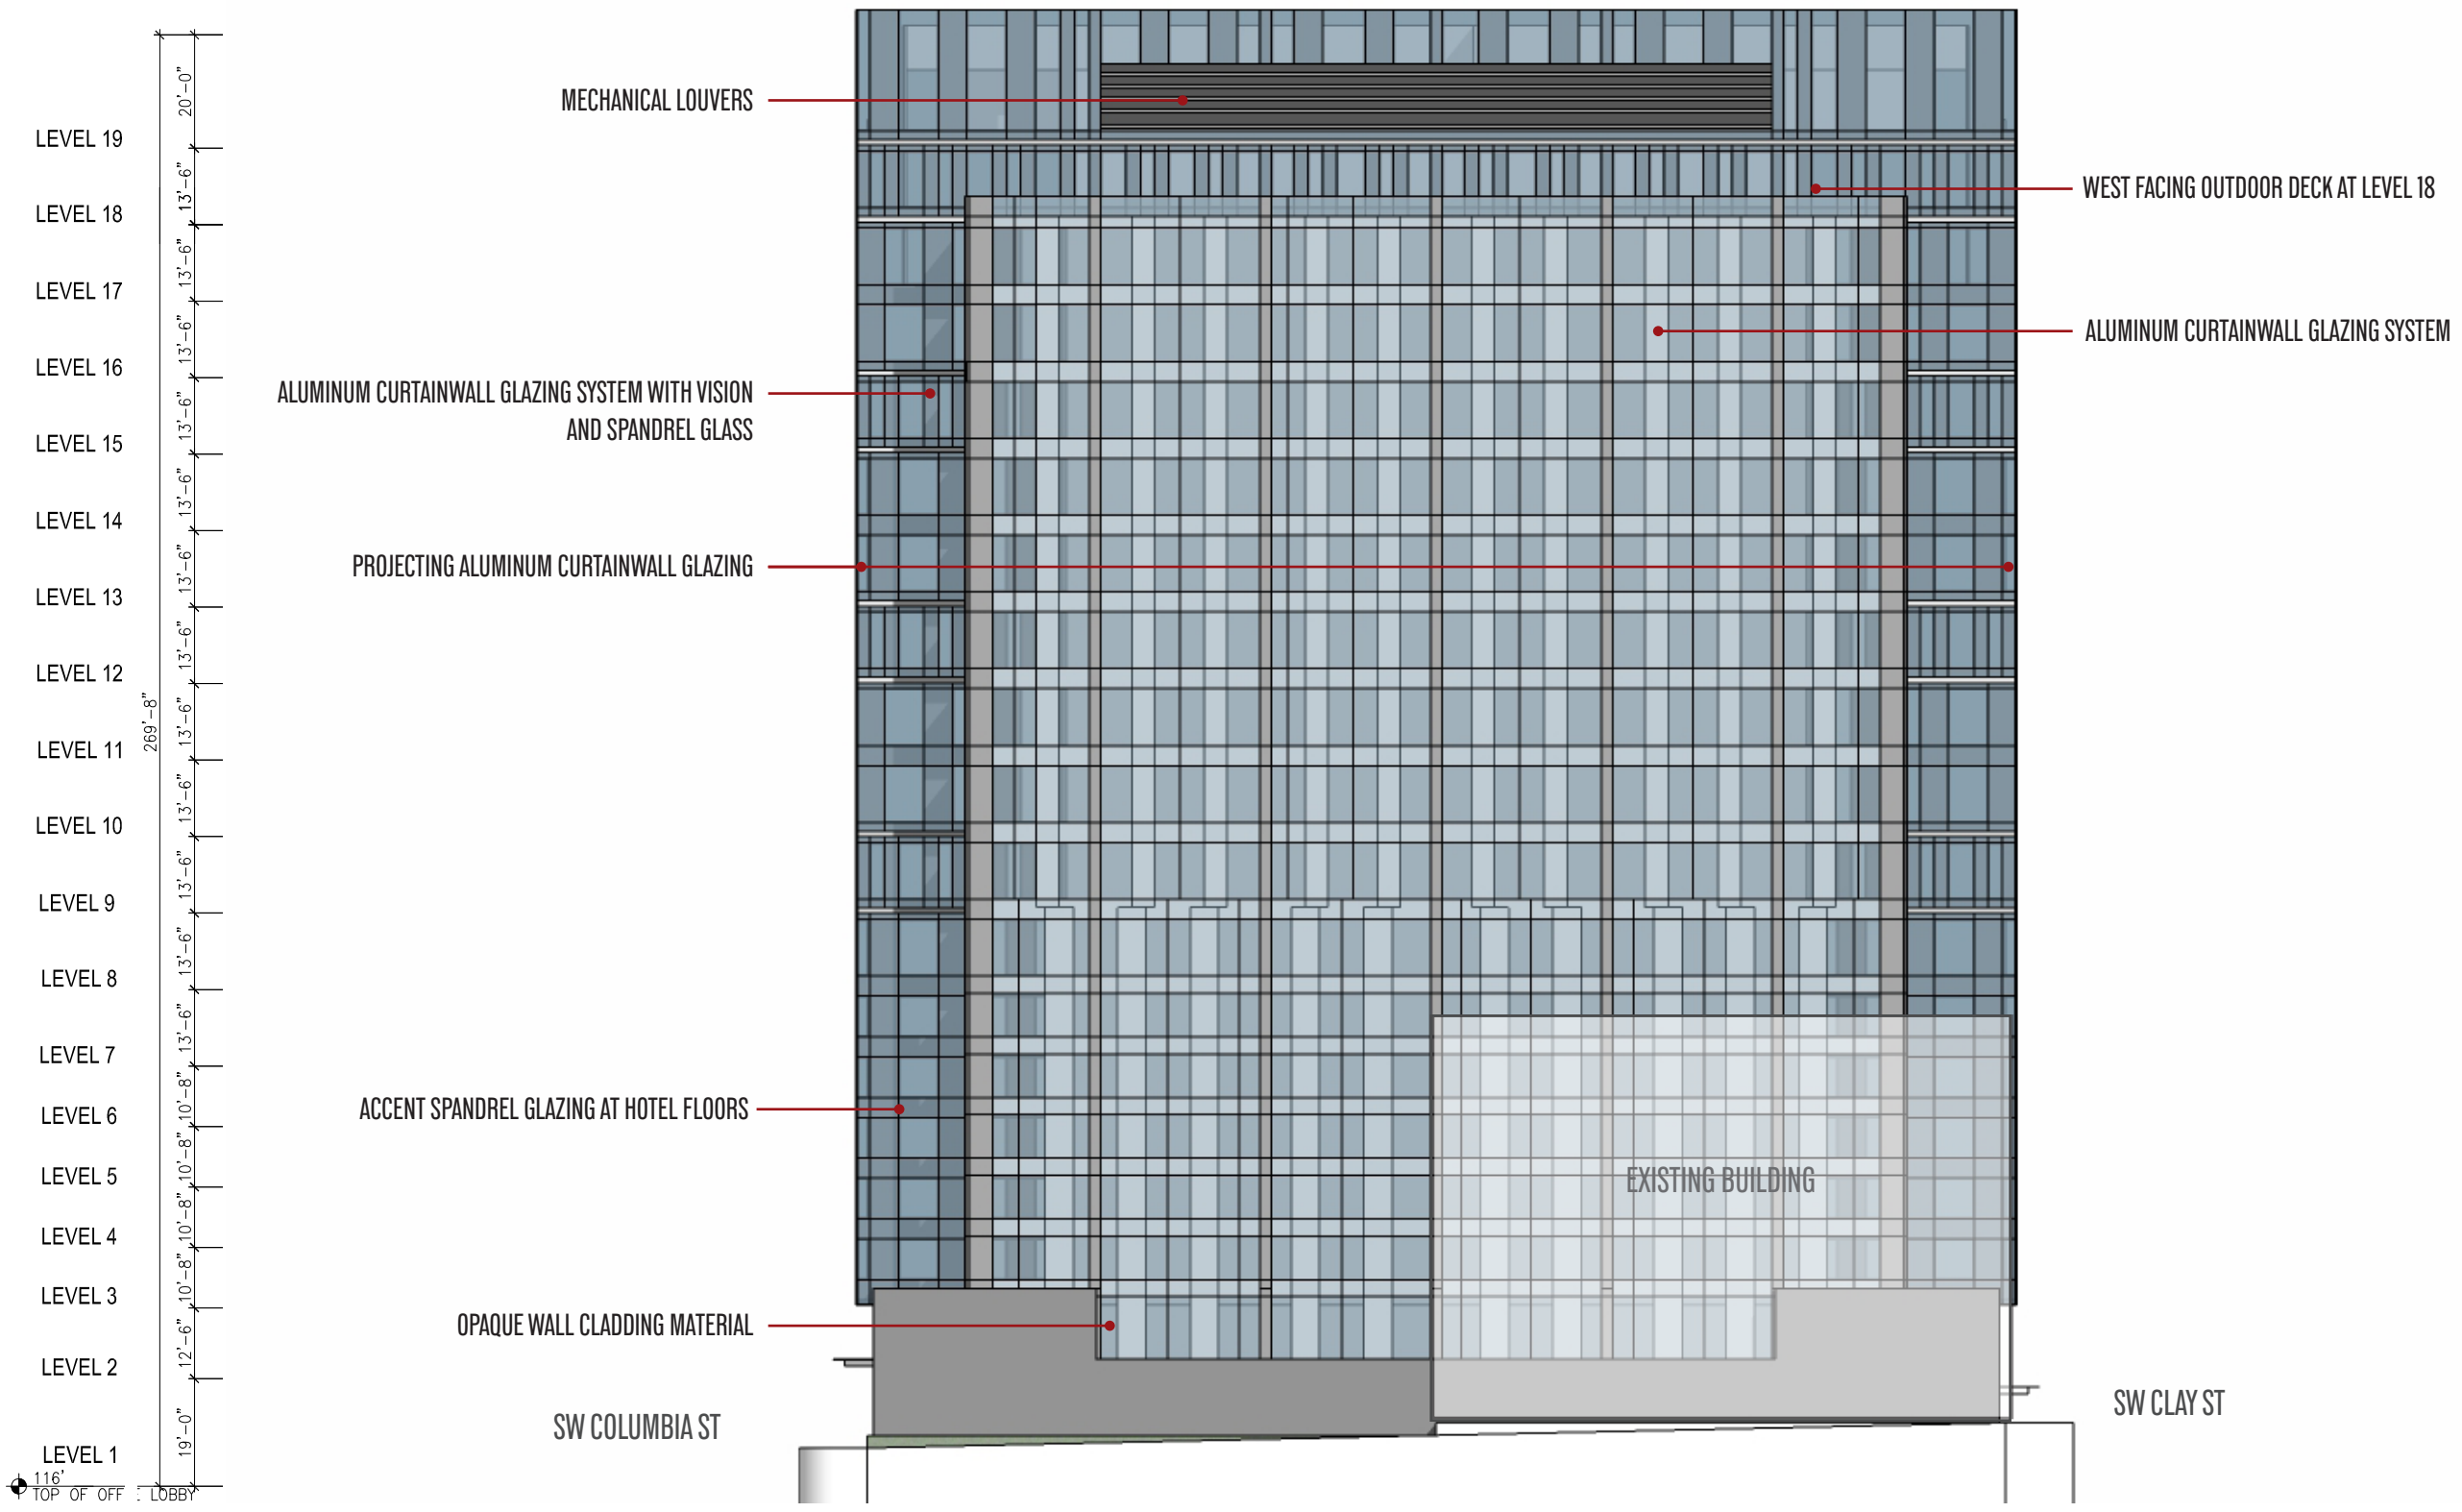 20'-0"
MECHANICAL LOUVERS
LEVEL 19
13'-6"
WEST FACING OUTDOOR DECK AT LEVEL 18
LEVEL 18
13'-6"
LEVEL 17
13'-6"
ALUMINUM CURTAINWALL GLAZING SYSTEM
LEVEL 16
13'-6"
ALUMINUM CURTAINWALL GLAZING SYSTEM WITH VISION
AND SPANDREL GLASS
LEVEL 15
13'-6"
LEVEL 14
13'-6"
PROJECTING ALUMINUM CURTAINWALL GLAZING
LEVEL 13
13'-6"
LEVEL 12
269'-8"
13'-6"
LEVEL 11
13'-6"
LEVEL 10
13'-6"
LEVEL 9
13'-6"
LEVEL 8
13'-6"
LEVEL 7
10'-8"
ACCENT SPANDREL GLAZING AT HOTEL FLOORS
LEVEL 6
10'-8"
LEVEL 5
EXISTING BUILDING
10'-8"
LEVEL 4
10'-8"
LEVEL 3
12'-6"
OPAQUE WALL CLADDING MATERIAL
LEVEL 2
19'-0"
SW COLUMBIA ST
SW CLAY ST
LEVEL 1
116'
TOP OF OFF : LOBBY